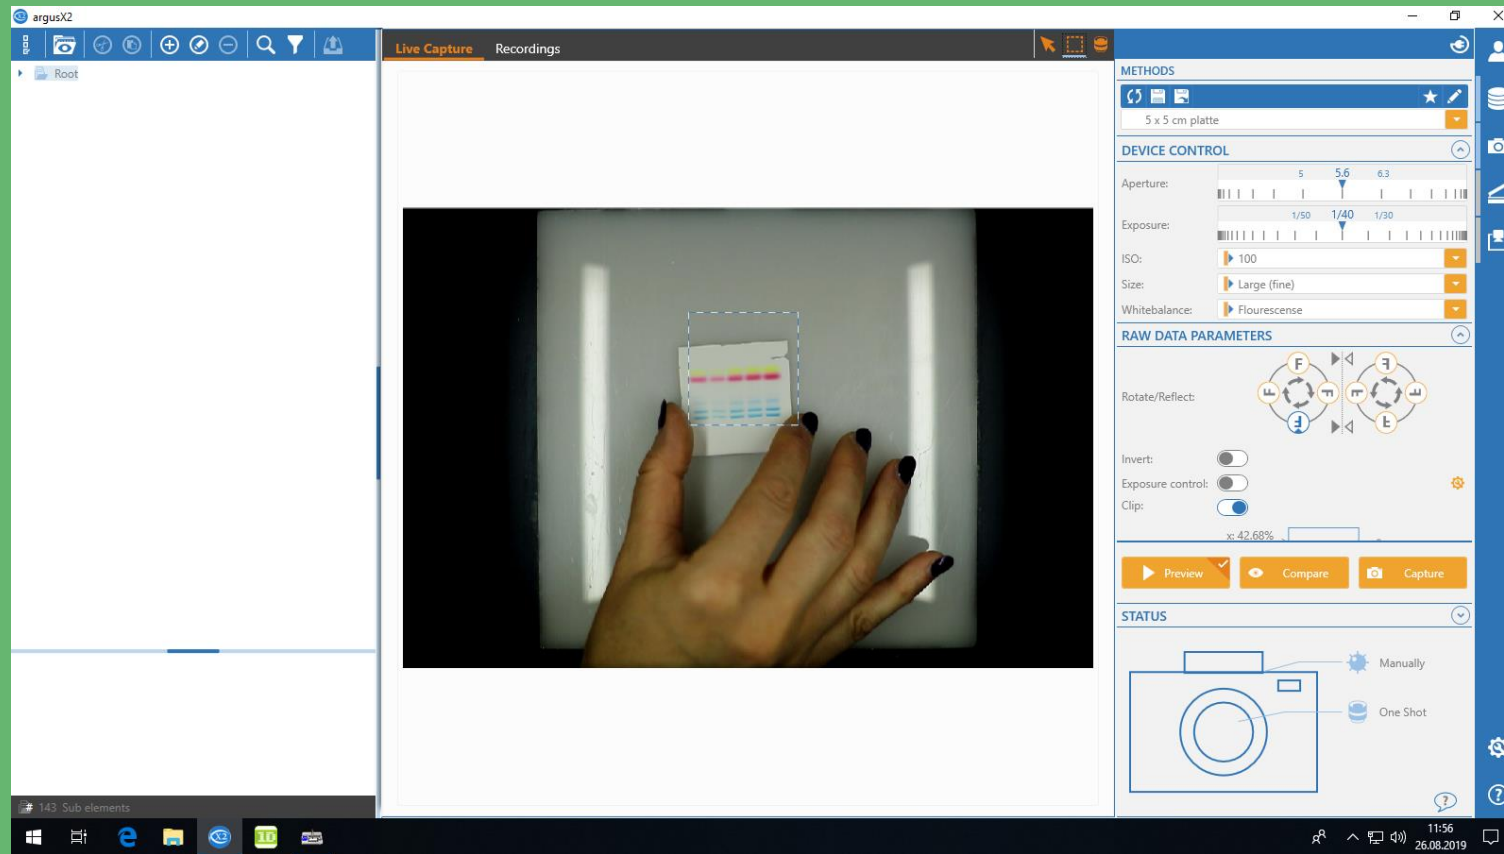 argusX2
Live Capture
Recordings
Root
METHODS
5 x 5 cm platte
DEVICE CONTROL
Aperture:
5 5.6 6.3
Exposure:
1/50 1/40 1/30
ISO:
100
Size:
Large (fine)
Whitebalance:
Flourescense
RAW DATA PARAMETERS
Rotate/Reflect:
Invert:
Exposure control:
Clip:
x: 42.68%
Preview
Compare
Capture
STATUS
Manually
One Shot
# 143 Sub elements
X2
1D
11:56
26.08.2019